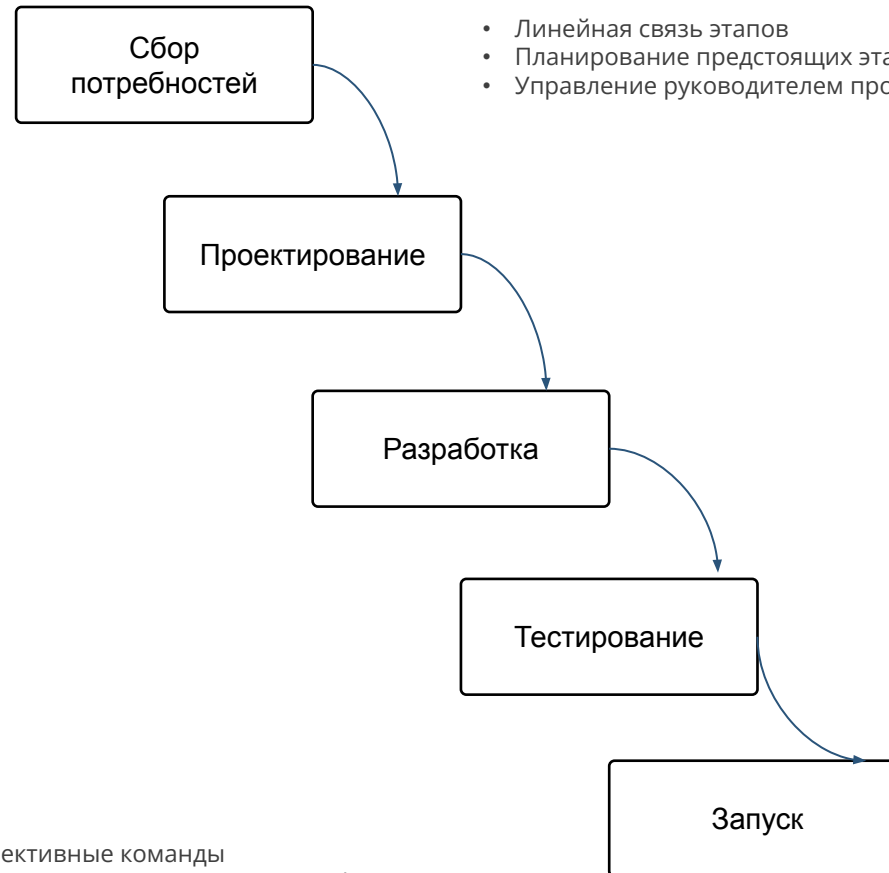 Сбор
потребностей
• Линейная связь этапов
• Планирование предстоящих
• Управление руководителем
Проектирование
Разработка
Тестирование
Запуск
команды